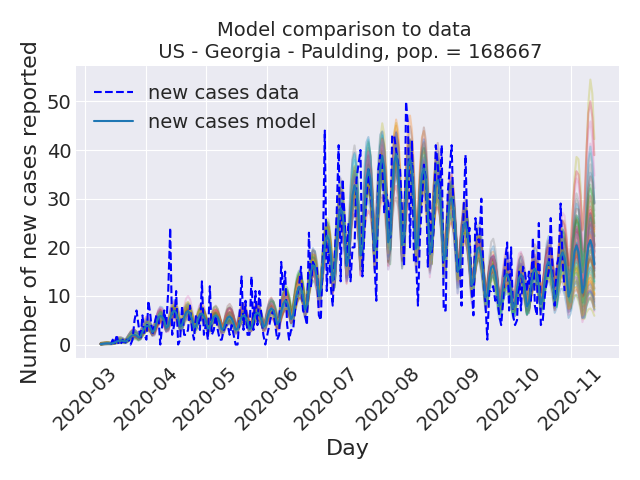 Model comparison to data
US - Georgia - Paulding, pop. = 168667
Number of new cases reported
50
40
30
20
10
0
new cases data
new cases model
2020-03
2020-04
2020-05
2020-06
2020-07
2020-08
2020-09
2020-10
2020-11
Day